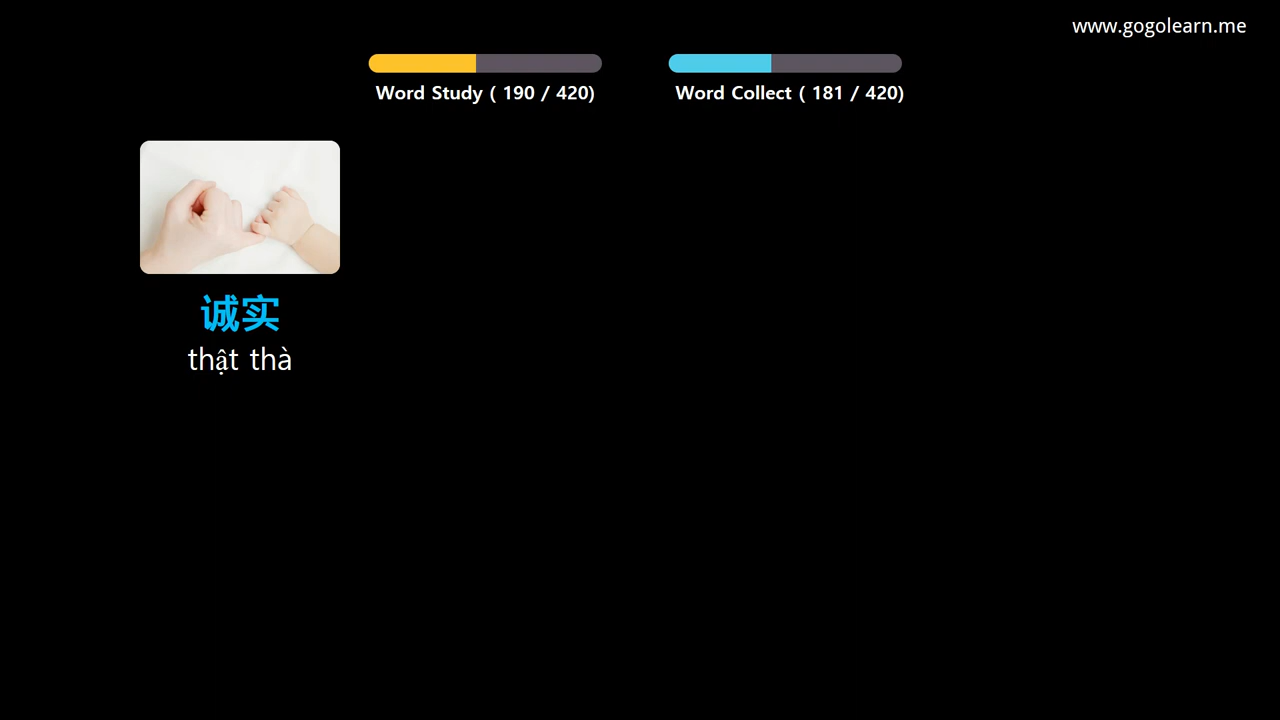 www.gogolearn.me
Word Study ( 190 / 420)
Word Collect ( 181 / 420)
诚实
thật thà